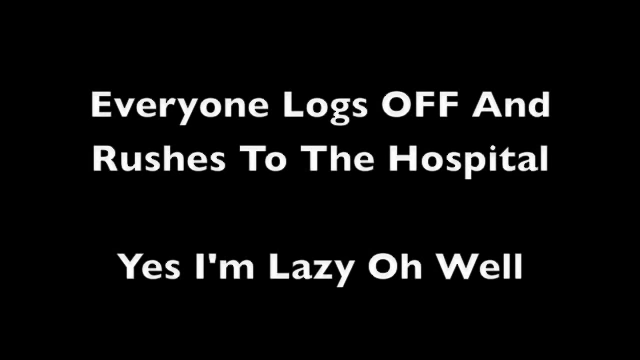 Everyone Logs OFF And
Rushes To The Hospital
Yes I'm Lazy Oh Well